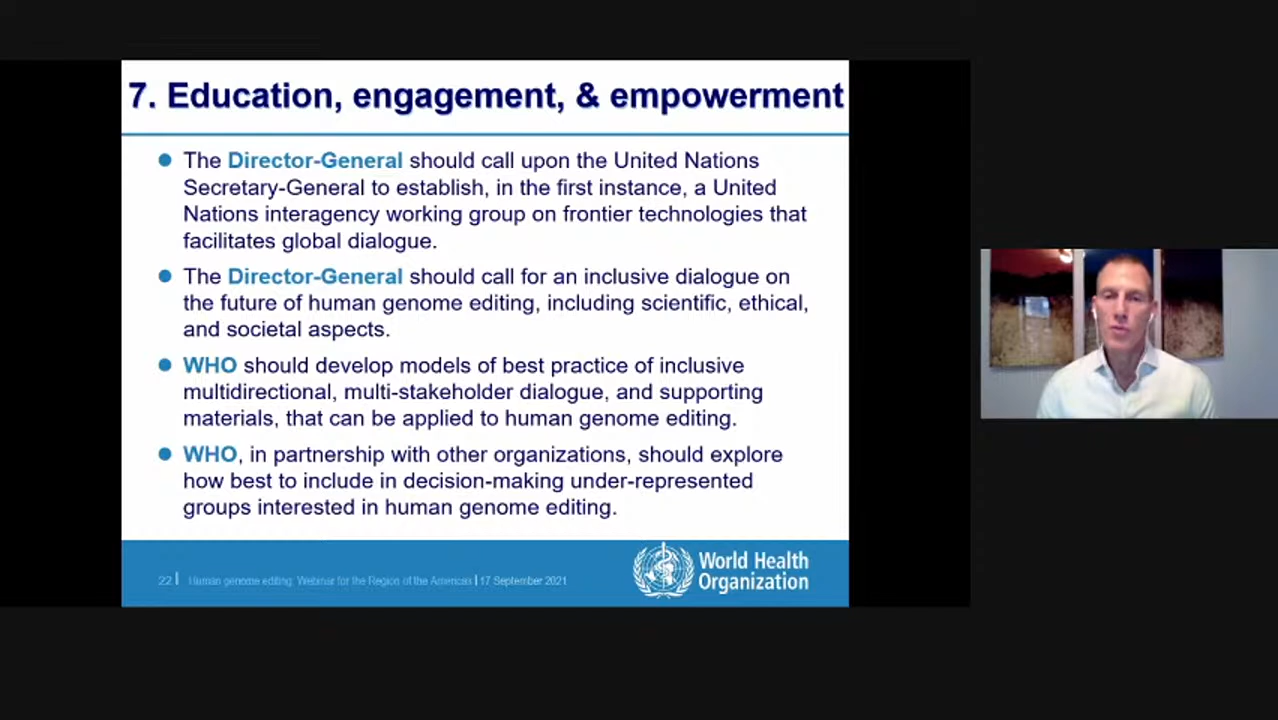 7. Education, engagement, & empowerment
The Director-General should call upon the United Nations
Secretary-General to establish, in the first instance, a United
Nations interagency working group on frontier technologies that
facilitates global dialogue.
The Director-General should call for an inclusive dialogue on
the future of human genome editing, including scientific, ethical,
and societal aspects.
WHO should develop models of best practice of inclusive
multidirectional, multi-stakeholder dialogue, and supporting
materials, that can be applied to human genome editing.
WHO, in partnership with other organizations, should explore
how best to include in decision-making under-represented
groups interested in human genome editing.
22 | Human genome editing: Webinar for the Region of the Americas | 17 September 2021
World Health
Organization